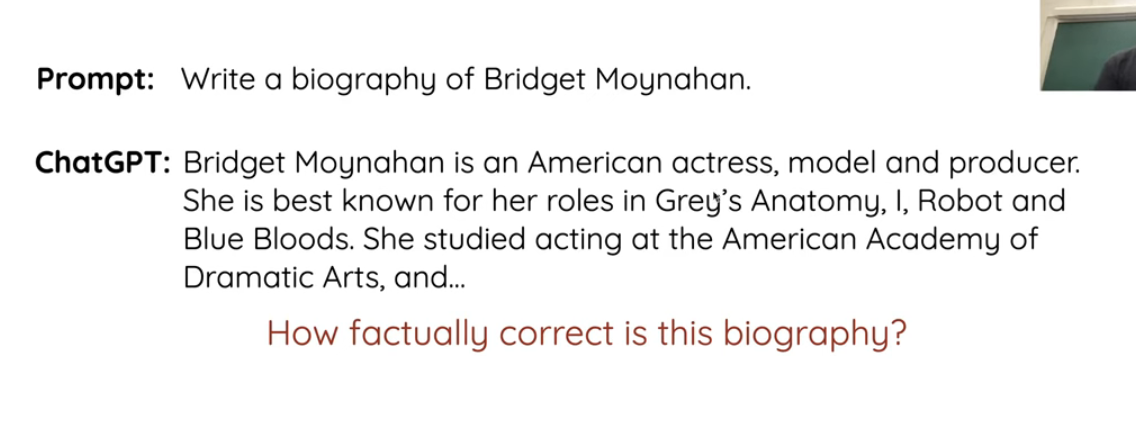 Prompt: Write a biography of Bridget Moynahan.
ChatGPT: Bridget Moynahan is an American actress, model and producer.
She is best known for her roles in Grey's Anatomy, I, Robot and
Blue Bloods. She studied acting at the American Academy of
Dramatic Arts, and...
How factually correct is this biography?